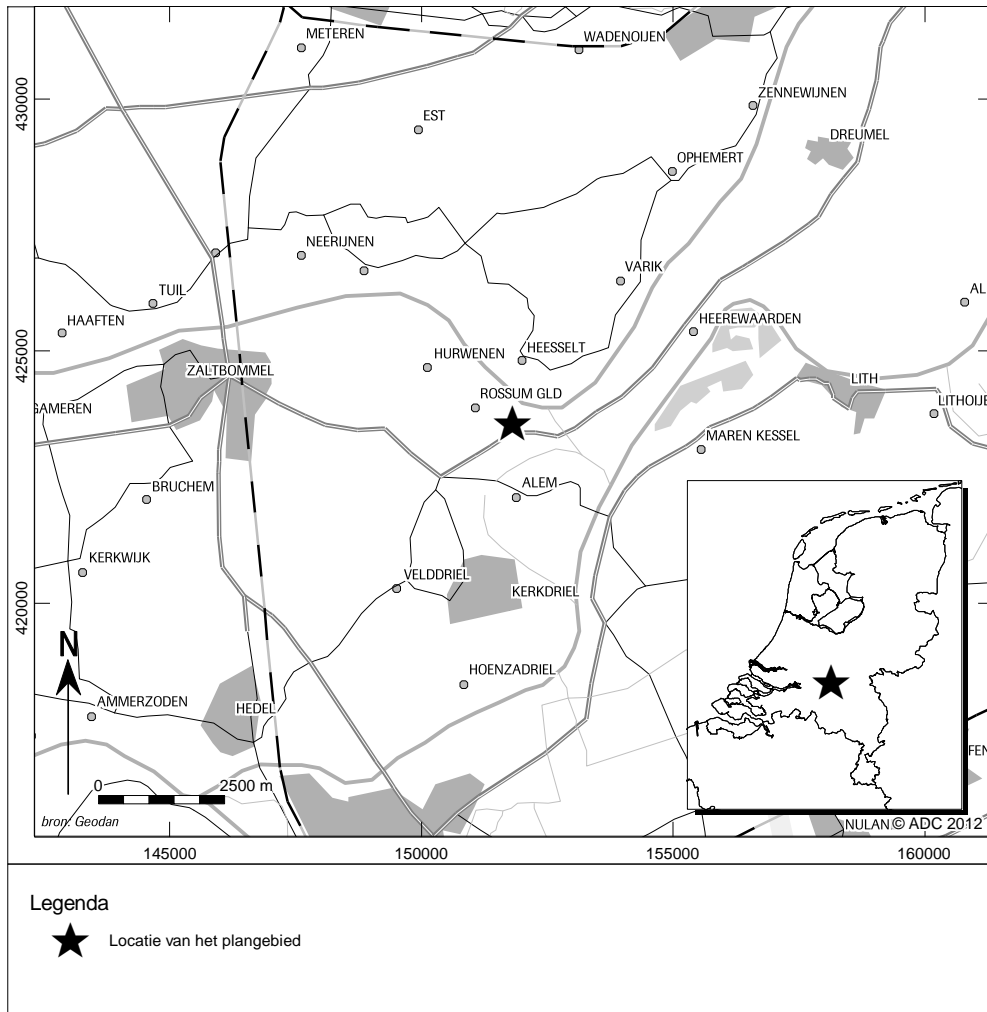 METEREN
WADENOIJEN
430000
EST
ZENNEWIJNEN
DREUMEL
OPHEMERT
NEERIJNEN
VARIK
TUIL
AL
HAAFTEN
HEEREWAARDEN
425000
HURWENEN
HEESSELT
ZALTBOMMEL
LITH
ROSSUM GLD
GAMEREN
LITHOIJE
MAREN KESSEL
BRUCHEM
ALEM
KERKWIJK
VELDDRIEL
KERKDRIEL
420000
N
HOENZADRIEL
AMMERZODEN
HEDEL
FEN
0 2500 m
bron: Geodan
NULAN © ADC 2012
145000 150000 155000 160000
Legenda
Locatie van het plangebied